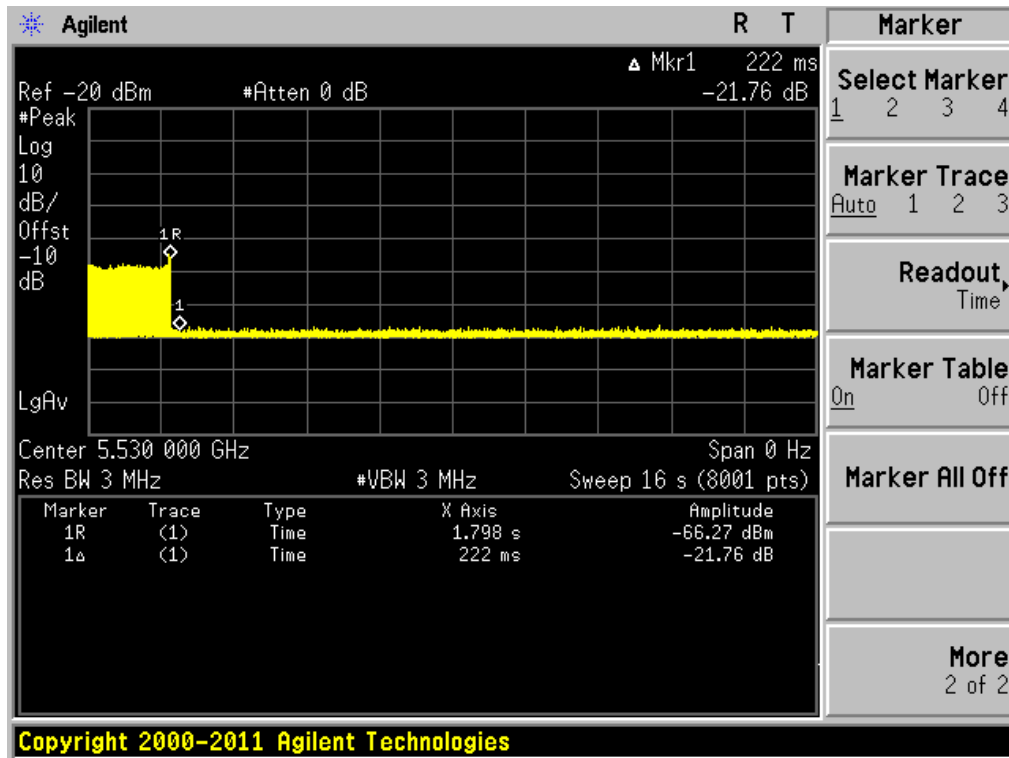 Agilent R T
Marker
▵ Mkr1 222 ms
Ref −20 dBm #Atten 0 dB −21.76 dB
#Peak
Log
10
dB/
Offst
−10
dB
1R
1
LgAv
Center 5.530 000 GHz Span 0 Hz
Res BW 3 MHz #VBW 3 MHz Sweep 16 s (8001 pts)
Marker Trace Type X Axis Amplitude
1R (1) Time 1.798 s −66.27 dBm
1▵ (1) Time 222 ms −21.76 dB
Select Marker
1 2 3 4
Marker Trace
Auto 1 2 3
Readout
Time
Marker Table
On Off
Marker All Off
More
2 of 2
Copyright 2000−2011 Agilent Technologies